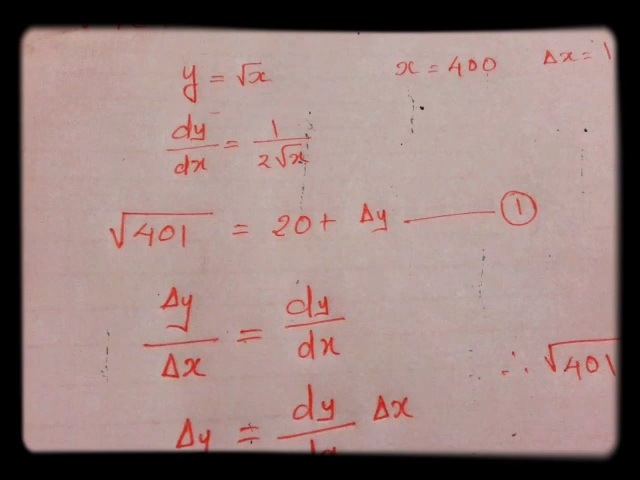 y = √x    x = 400    Δx = 1
dy/dx = 1/(2√x)
√401 = 20 + Δy —— ①
Δy/Δx = dy/dx
∴ √401
Δy = dy/dx Δx